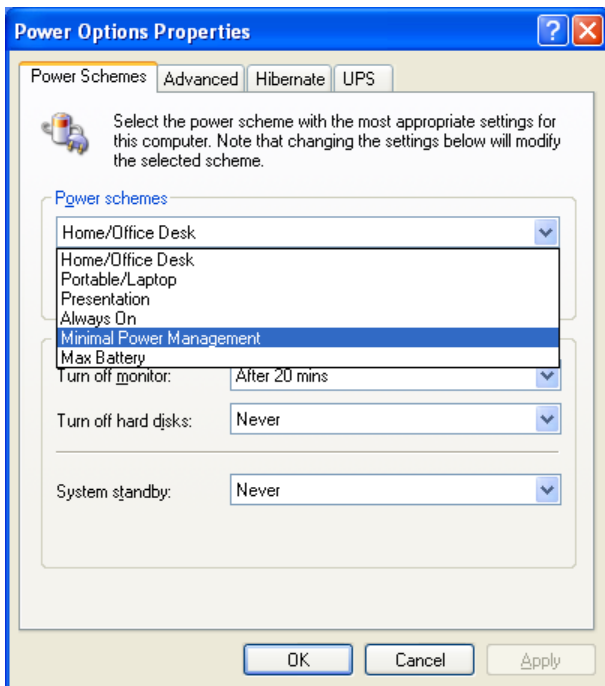 Power Options Properties
Power Schemes Advanced Hibernate UPS
Select the power scheme with the most appropriate settings for
this computer. Note that changing the settings below will modify
the selected scheme.
Power schemes
Home/Office Desk
Home/Office Desk
Portable/Laptop
Presentation
Always On
Minimal Power Management
Max Battery
Turn off monitor: After 20 mins
Turn off hard disks: Never
System standby: Never
OK Cancel Apply